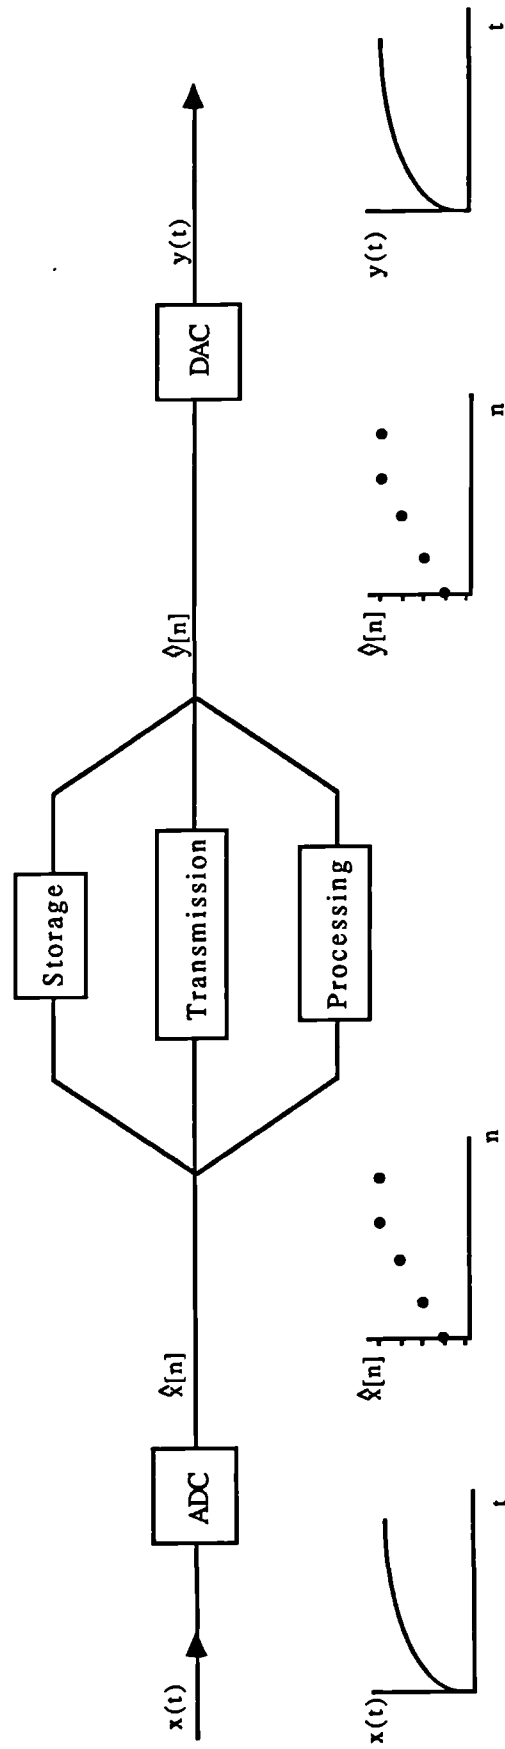 x(t)
ADC
x̂[n]
Storage
Transmission
Processing
ŷ[n]
DAC
y(t)
x(t)
t
x̂[n]
n
ŷ[n]
n
y(t)
t